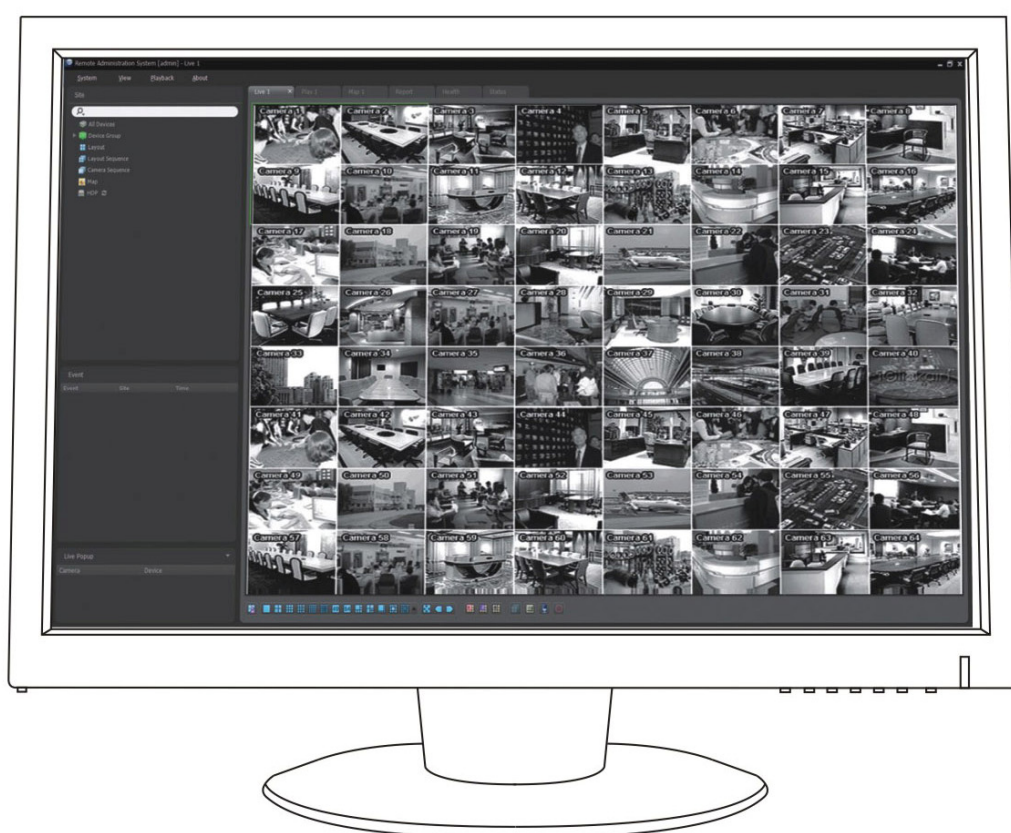 Remote Administration System [admin] - Live 1
System View Playback About
Site
Live 1 Play 1 Map 1 Report Health Status
All Devices
Device Group
Layout
Layout Sequence
Camera Sequence
Map
HDF
Event
Event Site Time
Live Popup
Camera Device
Camera 1 Camera 2 Camera 3 Camera 4 Camera 5 Camera 6 Camera 7 Camera 8
Camera 9 Camera 10 Camera 11 Camera 12 Camera 13 Camera 14 Camera 15 Camera 16
Camera 17 Camera 18 Camera 19 Camera 20 Camera 21 Camera 22 Camera 23 Camera 24
Camera 25 Camera 26 Camera 27 Camera 28 Camera 29 Camera 30 Camera 31 Camera 32
Camera 33 Camera 34 Camera 35 Camera 36 Camera 37 Camera 38 Camera 39 Camera 40
Camera 41 Camera 42 Camera 43 Camera 44 Camera 45 Camera 46 Camera 47 Camera 48
Camera 49 Camera 50 Camera 51 Camera 52 Camera 53 Camera 54 Camera 55 Camera 56
Camera 57 Camera 58 Camera 59 Camera 60 Camera 61 Camera 62 Camera 63 Camera 64